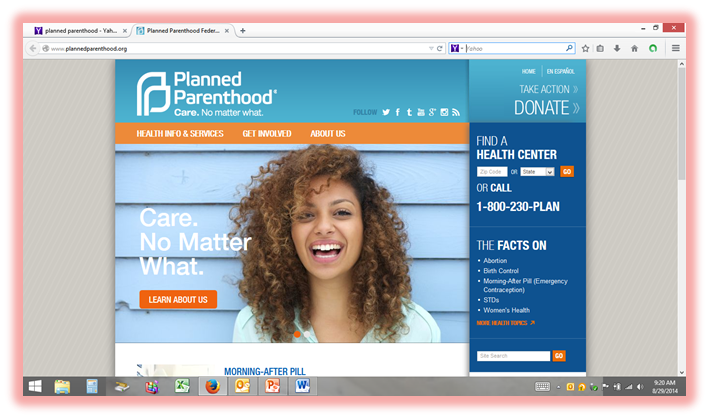 planned parenthood - Yah...
Planned Parenthood Feder...
www.plannedparenthood.org
Yahoo
Planned
Parenthood®
Care. No matter what.
FOLLOW
HOME
EN ESPAÑOL
TAKE ACTION »
DONATE »
HEALTH INFO & SERVICES
GET INVOLVED
ABOUT US
Care.
No Matter
What.
LEARN ABOUT US
FIND A
HEALTH CENTER
Zip Code OR State GO
OR CALL
1-800-230-PLAN
THE FACTS ON
• Abortion
• Birth Control
• Morning-After Pill (Emergency
Contraception)
• STDs
• Women's Health
MORE HEALTH TOPICS
Site Search GO
MORNING-AFTER PILL
9:20 AM
8/29/2014